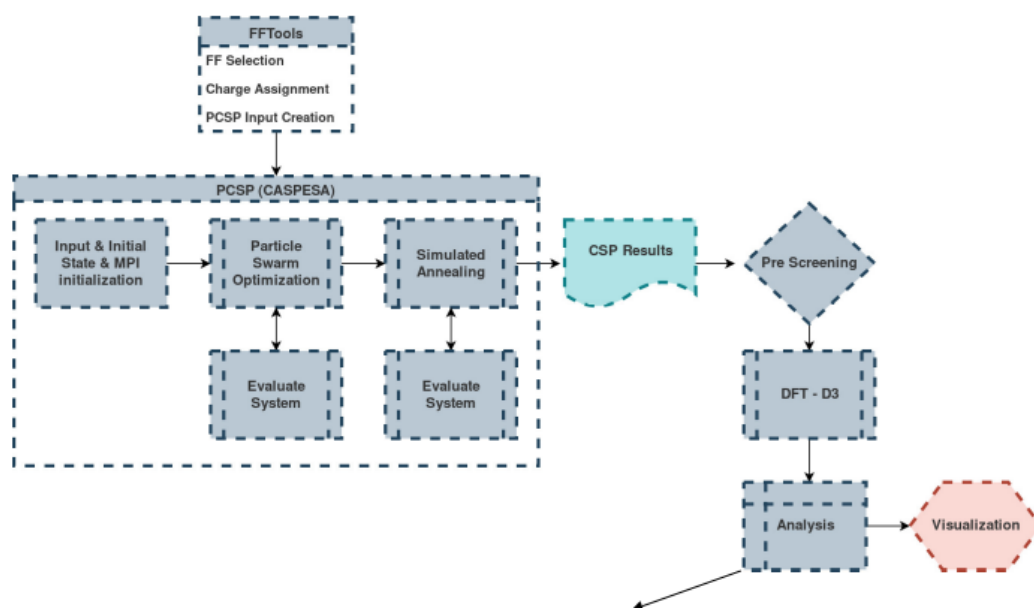 FFTools
FF Selection
Charge Assignment
PCSP Input Creation
PCSP (CASPESA)
Input & Initial
State & MPI
initialization
Particle
Swarm
Optimization
Simulated
Annealing
CSP Results
Pre Screening
Evaluate
System
Evaluate
System
DFT - D3
Analysis
Visualization